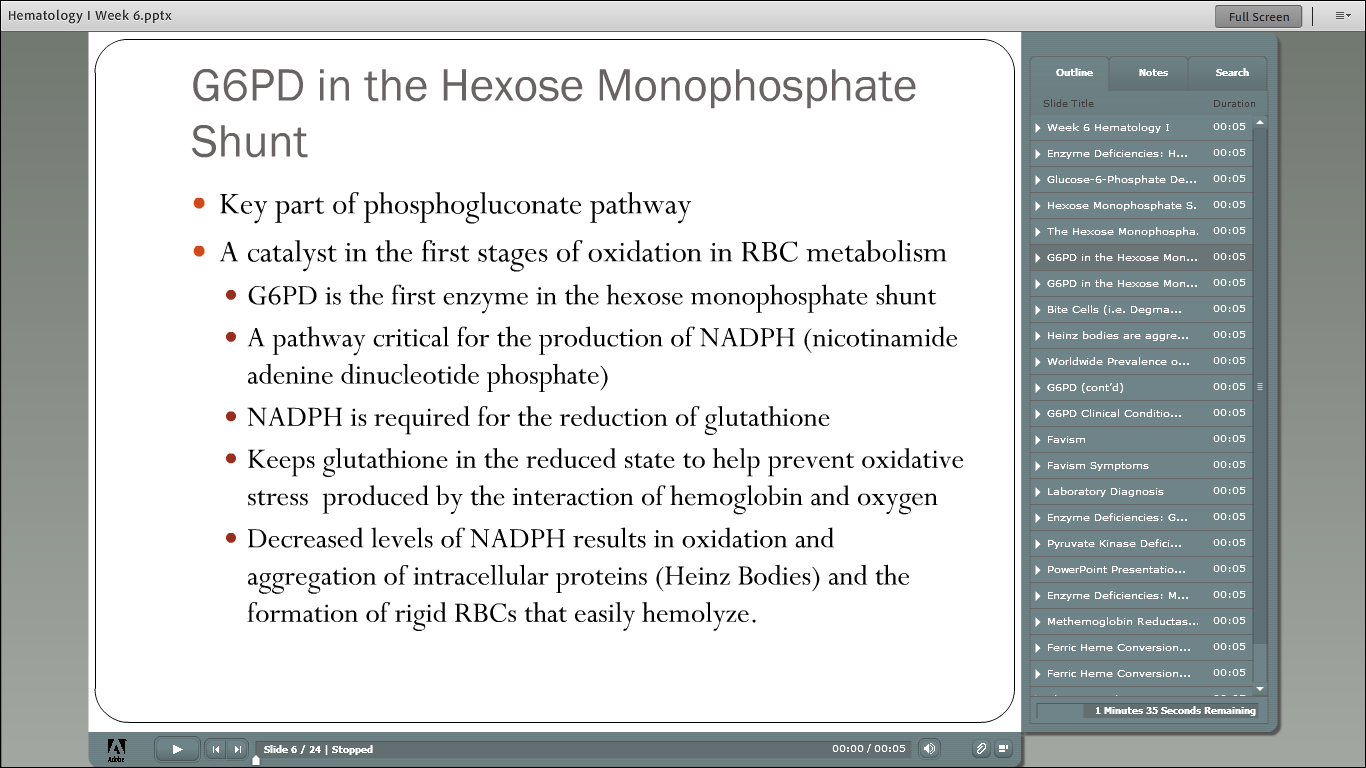 Hematology I Week 6.pptx
Full Screen
G6PD in the Hexose Monophosphate
Shunt
• Key part of phosphogluconate pathway
• A catalyst in the first stages of oxidation in RBC metabolism
• G6PD is the first enzyme in the hexose monophosphate shunt
• A pathway critical for the production of NADPH (nicotinamide
adenine dinucleotide phosphate)
• NADPH is required for the reduction of glutathione
• Keeps glutathione in the reduced state to help prevent oxidative
stress produced by the interaction of hemoglobin and oxygen
• Decreased levels of NADPH results in oxidation and
aggregation of intracellular proteins (Heinz Bodies) and the
formation of rigid RBCs that easily hemolyze.
Outline Notes Search
Slide Title Duration
Week 6 Hematology I 00:05
Enzyme Deficiencies: H... 00:05
Glucose-6-Phosphate De... 00:05
Hexose Monophosphate S. 00:05
The Hexose Monophospha. 00:05
G6PD in the Hexose Mon... 00:05
G6PD in the Hexose Mon... 00:05
Bite Cells (i.e. Degma... 00:05
Heinz bodies are aggre... 00:05
Worldwide Prevalence o... 00:05
G6PD (cont'd) 00:05
G6PD Clinical Conditio... 00:05
Favism 00:05
Favism Symptoms 00:05
Laboratory Diagnosis 00:05
Enzyme Deficiencies: G... 00:05
Pyruvate Kinase Defici... 00:05
PowerPoint Presentatio... 00:05
Enzyme Deficiencies: M... 00:05
Methemoglobin Reductas... 00:05
Ferric Heme Conversion... 00:05
Ferric Heme Conversion... 00:05
1 Minutes 35 Seconds Remaining
Adobe
Slide 6 / 24 | Stopped 00:00 / 00:05